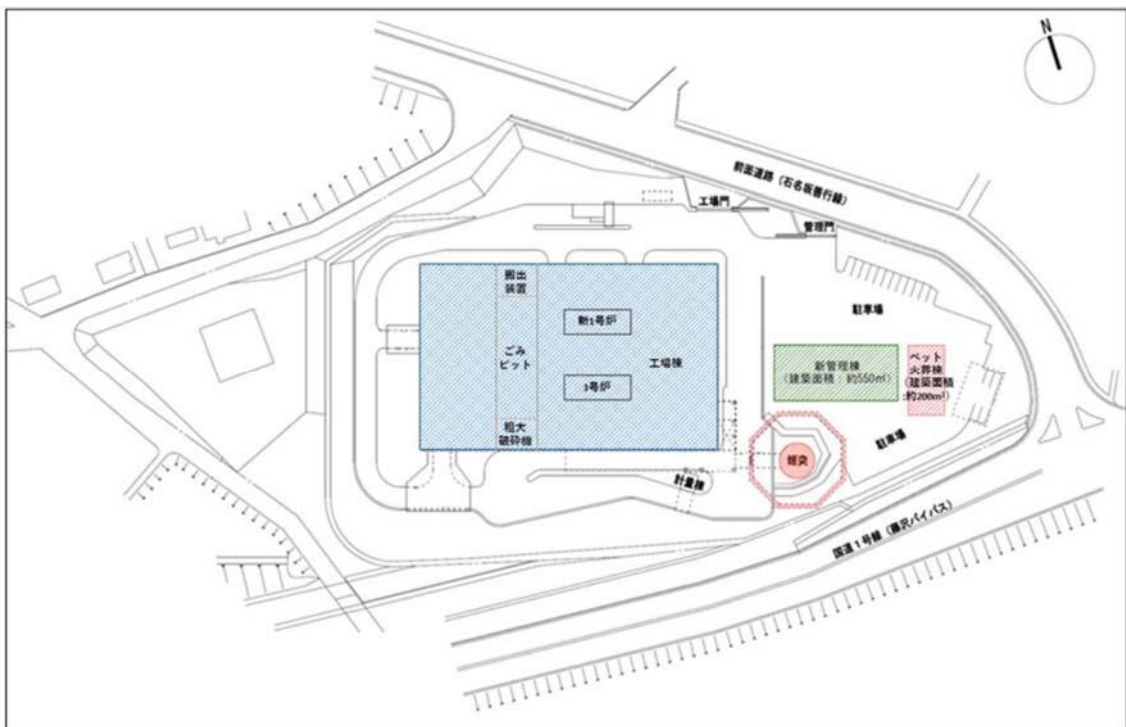 N
前面道路（石名坂善行線）
工場門
管理門
搬出
装置
新1号炉
駐車場
ごみ
ピット
工場棟
新管理棟
（建築面積：約550㎡）
ペット
火葬棟
（建築面積
：約200m²）
3号炉
粗大
破砕機
駐車場
煙突
計量棟
国道1号線（藤沢バイパス）